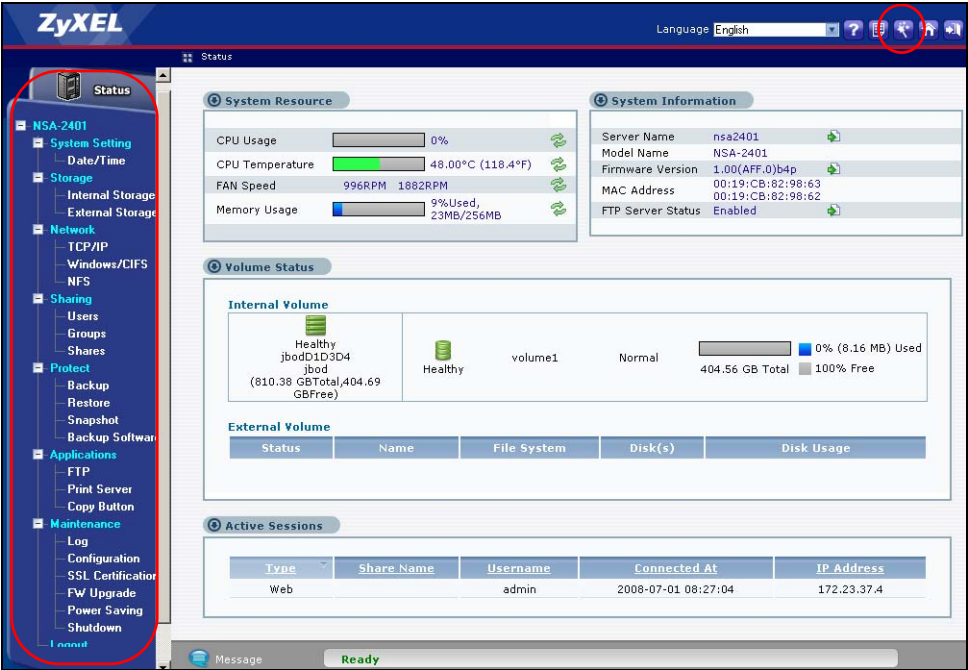 ZyXEL
Language English
?
Status
Status
NSA-2401
System Setting
Date/Time
Storage
Internal Storage
External Storage
Network
TCP/IP
Windows/CIFS
NFS
Sharing
Users
Groups
Shares
Protect
Backup
Restore
Snapshot
Backup Softwar
Applications
FTP
Print Server
Copy Button
Maintenance
Log
Configuration
SSL Certification
FW Upgrade
Power Saving
Shutdown
Logout
System Resource
CPU Usage 0%
CPU Temperature 48.00°C (118.4°F)
FAN Speed 996RPM 1882RPM
Memory Usage 9%Used,
23MB/256MB
System Information
Server Name nsa2401
Model Name NSA-2401
Firmware Version 1.00(AFF.0)b4p
MAC Address 00:19:CB:82:98:63
00:19:CB:82:98:62
FTP Server Status Enabled
Volume Status
Internal Volume
Healthy
jbodD1D3D4
jbod
(810.38 GBTotal,404.69
GBFree)
Healthy
volume1
Normal
0% (8.16 MB) Used
404.56 GB Total 100% Free
External Volume
Status Name File System Disk(s) Disk Usage
Active Sessions
Type Share Name Username Connected At IP Address
Web admin 2008-07-01 08:27:04 172.23.37.4
Message Ready